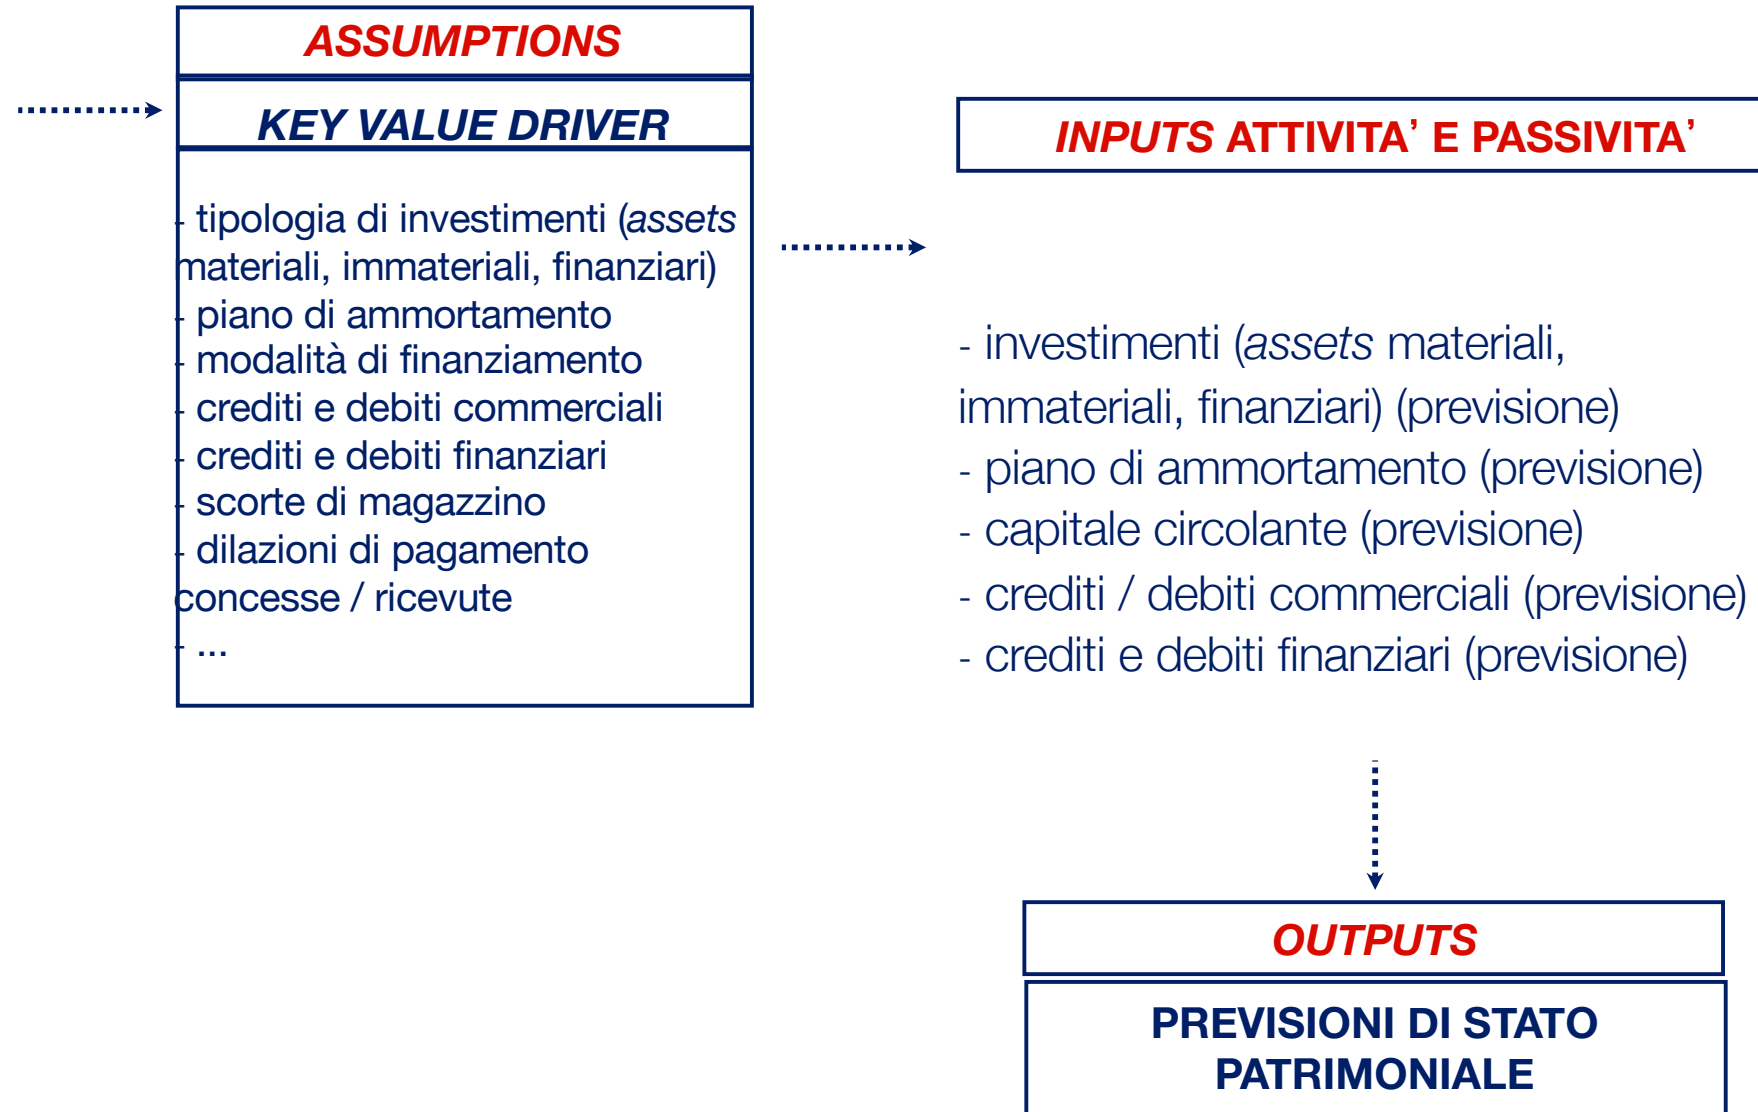 ASSUMPTIONS
KEY VALUE DRIVER
- tipologia di investimenti (assets
materiali, immateriali, finanziari)
- piano di ammortamento
- modalità di finanziamento
- crediti e debiti commerciali
- crediti e debiti finanziari
- scorte di magazzino
- dilazioni di pagamento
concesse / ricevute
- ...
INPUTS ATTIVITA’ E PASSIVITA’
- investimenti (assets materiali,
immateriali, finanziari) (previsione)
- piano di ammortamento (previsione)
- capitale circolante (previsione)
- crediti / debiti commerciali (previsione)
- crediti e debiti finanziari (previsione)
OUTPUTS
PREVISIONI DI STATO
PATRIMONIALE